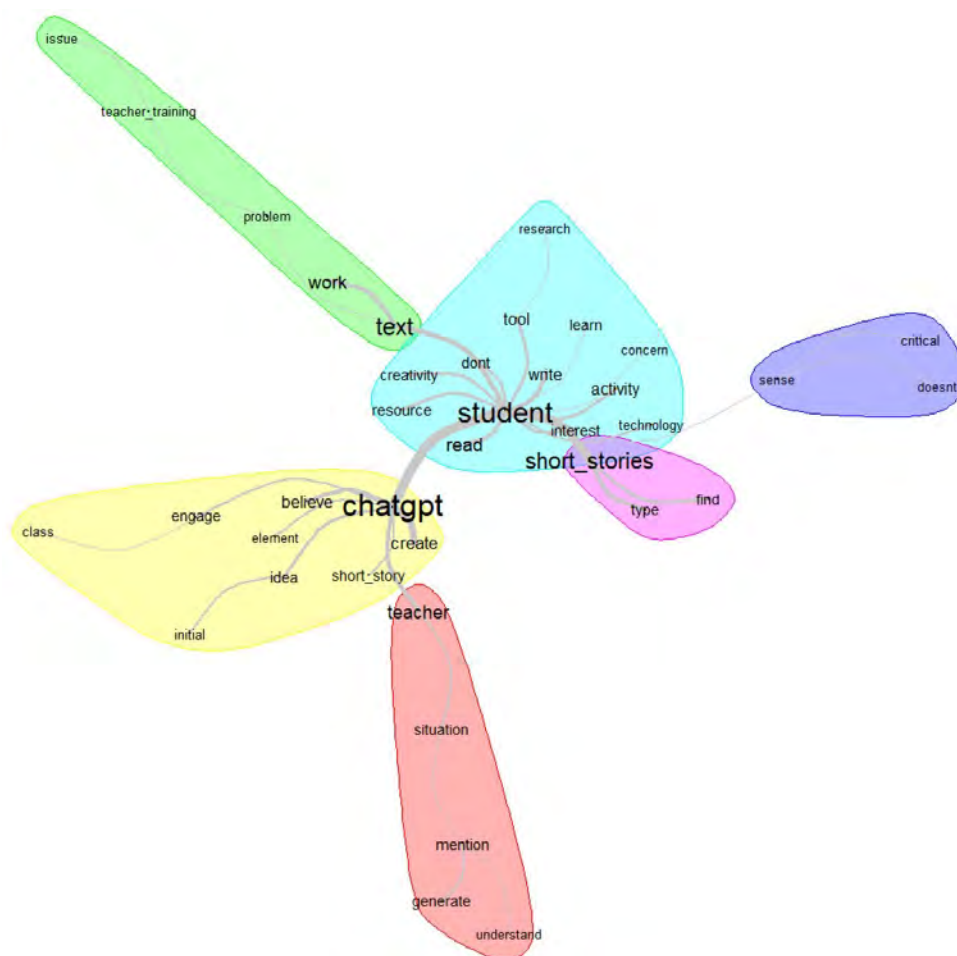 issue
teacher_training
problem
work
text
research
tool
learn
dont
concern
creativity
write
activity
resource
student
interest
technology
read
short_stories
critical
sense
doesnt
type
find
chatgpt
believe
engage
class
element
create
idea
short_story
initial
teacher
situation
mention
generate
understand